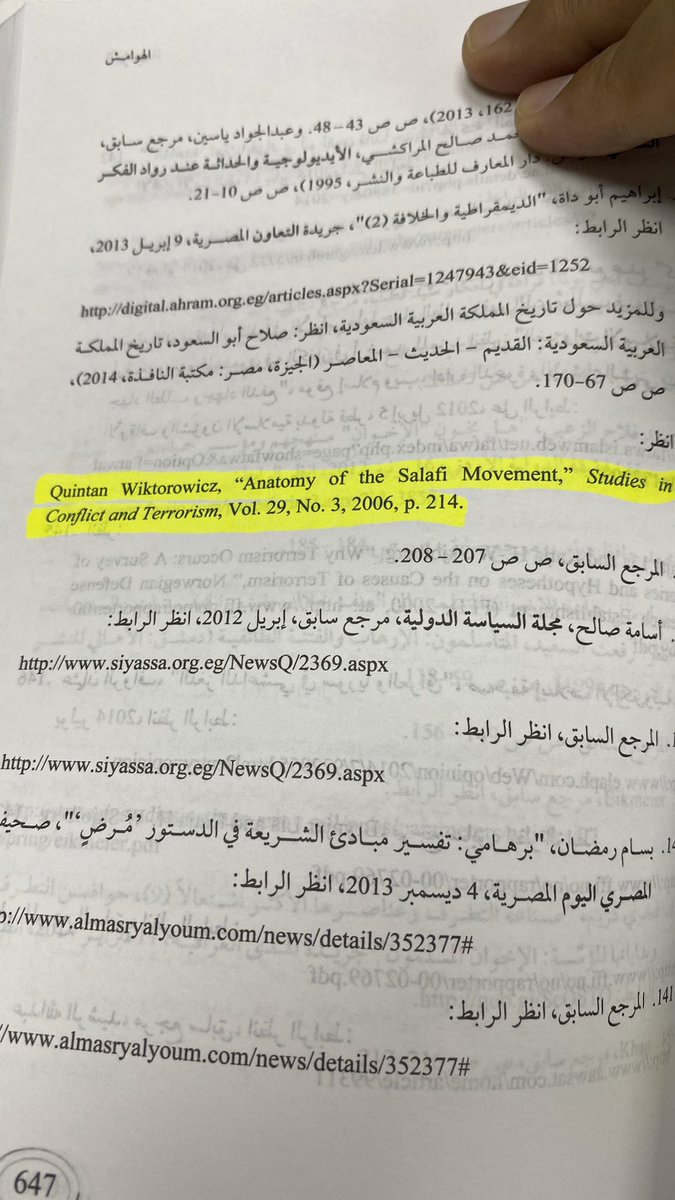 الهوامش
162، 2013)، ص ص 43–48. وعبدالجواد ياسين، مرجع سابق،
صالح المراكشي، الأيديولوجية والحداثة عند رواد الفكر
دار المعارف للطباعة والنشر، 1995)، ص ص 10–21.
إبراهيم أبو داة، "الديمقراطية والخلافة (2)"، جريدة التعاون المصرية، 9 إبريل 2013،
انظر الرابط:
http://digital.ahram.org.eg/articles.aspx?Serial=1247943&eid=1252
وللمزيد حول تاريخ المملكة العربية السعودية، انظر: صلاح أبو السعود، تاريخ المملكة
العربية السعودية: القديم – الحديث – المعاصر (الجيزة، مصر: مكتبة النافذة، 2014)،
ص ص 67–170.
انظر:
Quintan Wiktorowicz, “Anatomy of the Salafi Movement,” Studies in
Conflict and Terrorism, Vol. 29, No. 3, 2006, p. 214.
المرجع السابق، ص ص 207 – 208.
أسامة صالح، مجلة السياسة الدولية، مرجع سابق، إبريل 2012، انظر الرابط:
http://www.siyassa.org.eg/NewsQ/2369.aspx
المرجع السابق، انظر الرابط:
http://www.siyassa.org.eg/NewsQ/2369.aspx
بسام رمضان، "برهامي: تفسير مبادئ الشريعة في الدستور ’مُرضٍ‘"، صحيف
المصري اليوم المصرية، 4 ديسمبر 2013، انظر الرابط:
p://www.almasryalyoum.com/news/details/352377#
141. المرجع السابق، انظر الرابط:
//www.almasryalyoum.com/news/details/352377#
647